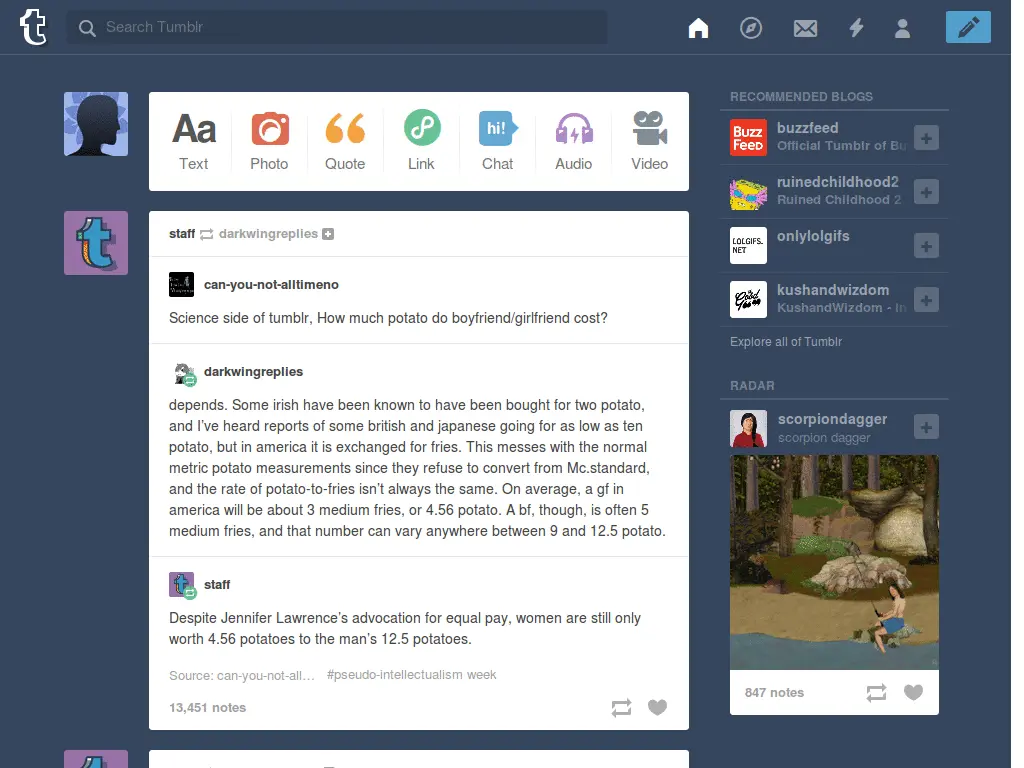 t
Search Tumblr
Aa
Text
Photo
Quote
Link
hi!
Chat
Audio
Video
staff darkwingreplies
can-you-not-alltimeno
Science side of tumblr, How much potato do boyfriend/girlfriend cost?
darkwingreplies
depends. Some irish have been known to have been bought for two potato,
and I’ve heard reports of some british and japanese going for as low as ten
potato, but in america it is exchanged for fries. This messes with the normal
metric potato measurements since they refuse to convert from Mc.standard,
and the rate of potato-to-fries isn’t always the same. On average, a gf in
america will be about 3 medium fries, or 4.56 potato. A bf, though, is often 5
medium fries, and that number can vary anywhere between 9 and 12.5 potato.
staff
Despite Jennifer Lawrence’s advocation for equal pay, women are still only
worth 4.56 potatoes to the man’s 12.5 potatoes.
Source: can-you-not-all… #pseudo-intellectualism week
13,451 notes
RECOMMENDED BLOGS
Buzz
Feed
buzzfeed
Official Tumblr of Bu
ruinedchildhood2
Ruined Childhood 2
LOLGIFS.
NET
onlylolgifs
kushandwizdom
KushandWizdom - In
Explore all of Tumblr
RADAR
scorpiondagger
scorpion dagger
847 notes